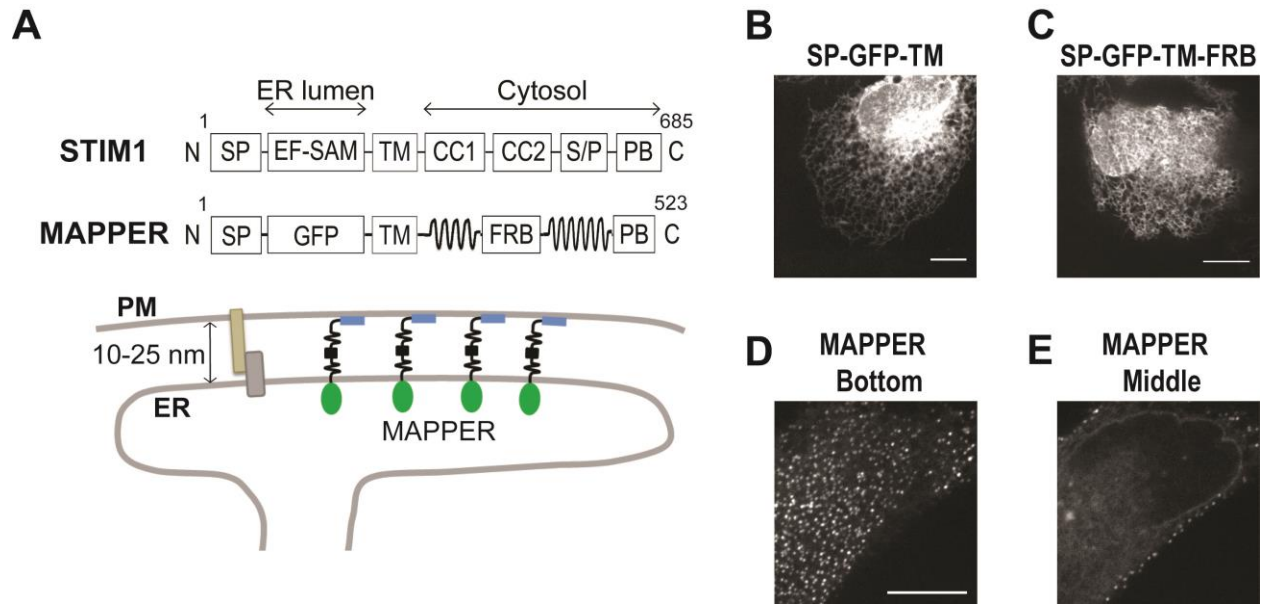 A
ER lumen
Cytosol
1
685
STIM1
N SP EF-SAM TM CC1 CC2 S/P PB C
1
523
MAPPER
N SP GFP TM FRB PB C
PM
10-25 nm
ER
MAPPER
B
SP-GFP-TM
C
SP-GFP-TM-FRB
D
MAPPER
Bottom
E
MAPPER
Middle